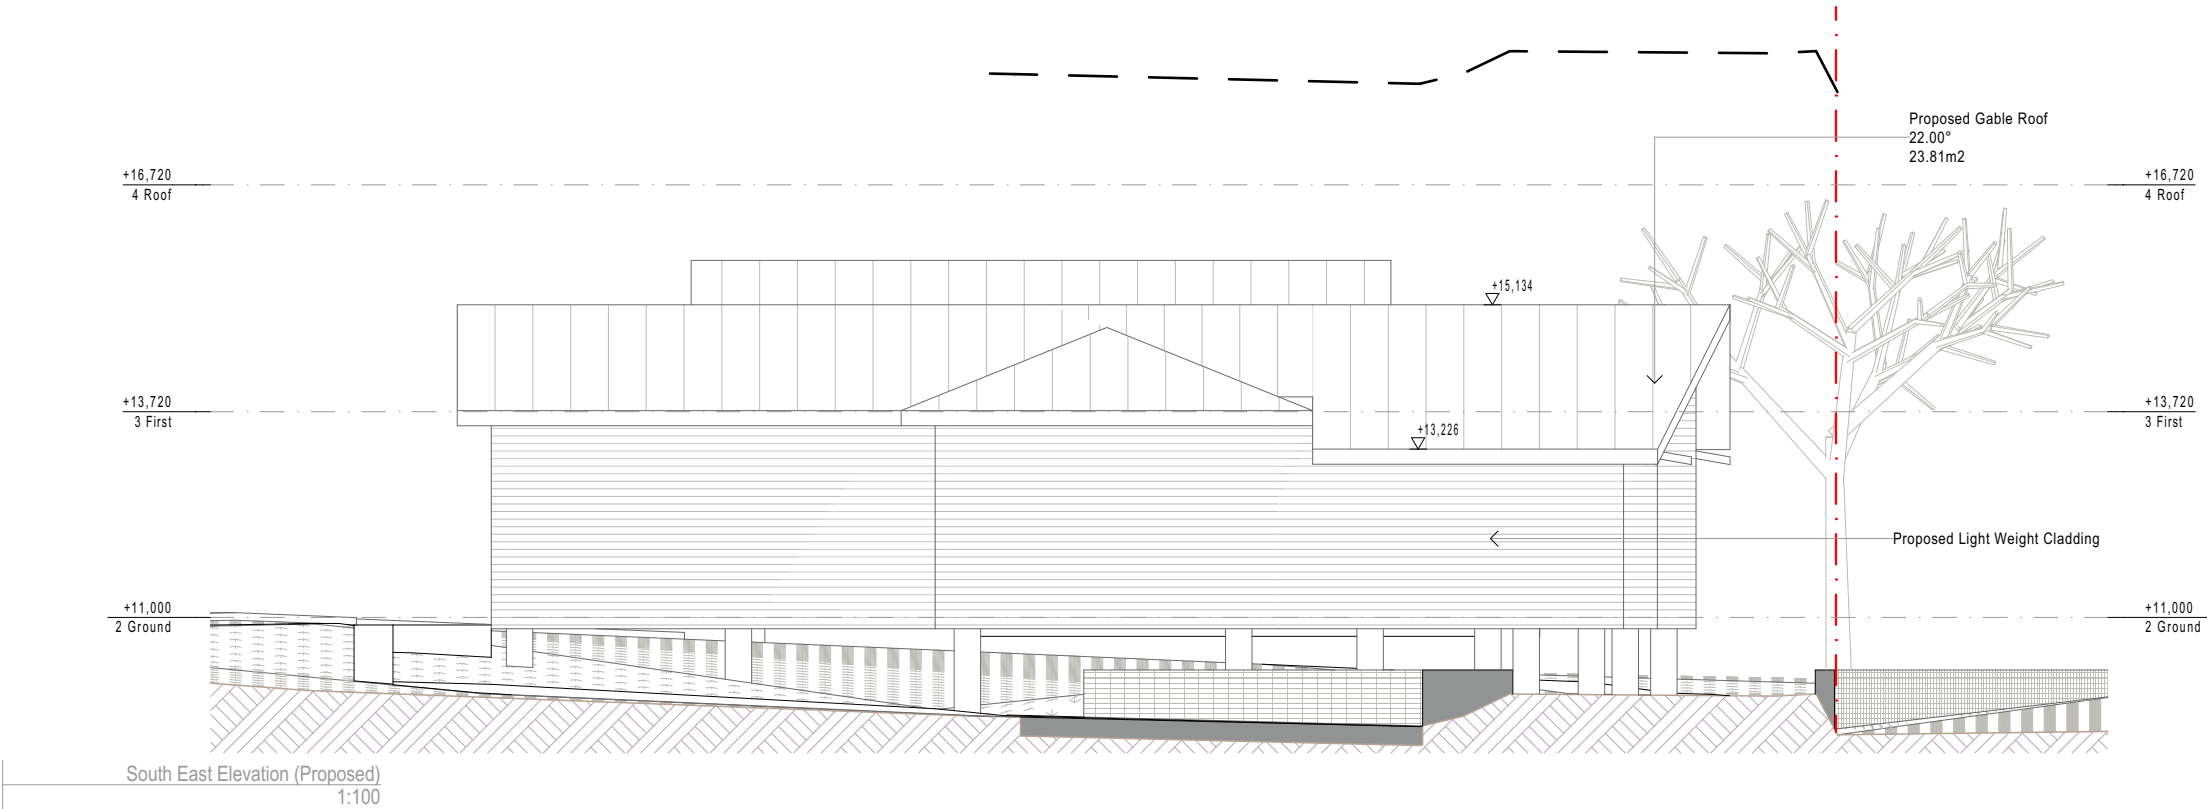 Proposed Gable Roof
22.00°
23.81m2
+16,720
4 Roof
+16,720
4 Roof
+15,134
+13,720
3 First
+13,720
3 First
+13,226
Proposed Light Weight Cladding
+11,000
2 Ground
+11,000
2 Ground
South East Elevation (Proposed)
1:100